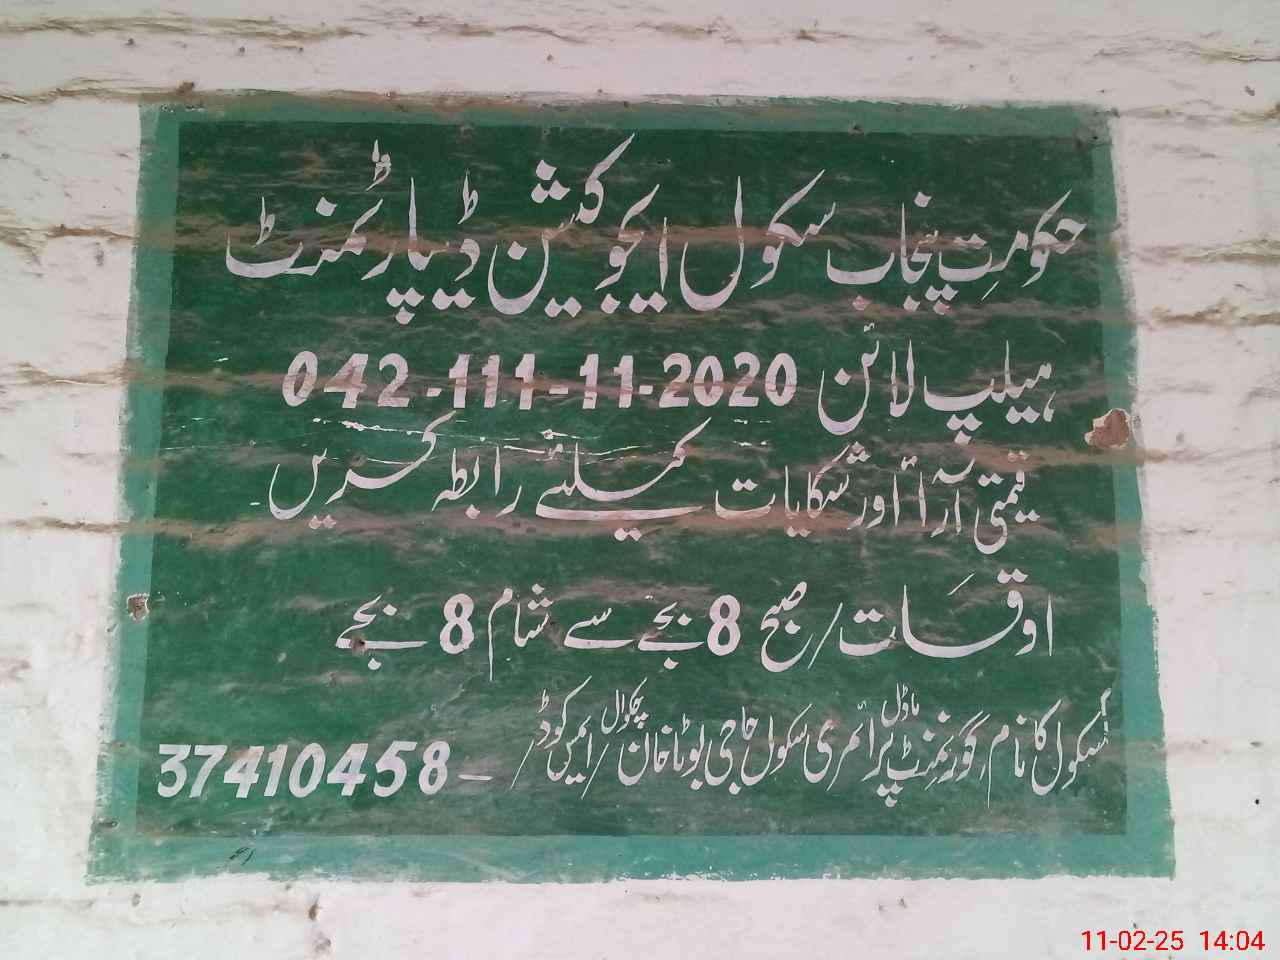 حکومتِ پنجاب سکول ایجوکیشن ڈیپارٹمنٹ
ہیلپ لائن 042-111-11-2020
قیمتی آراٗ اور شکایات کیلئے رابطہ کریں
اوقات / صبح 8 بجے سے شام 8 بجے
سکول کا نام گورنمنٹ ماڈل پرائمری سکول حاجی بوٹا خان چکوال / ایمس کوڈ / 37410458
11-02-25 14:04